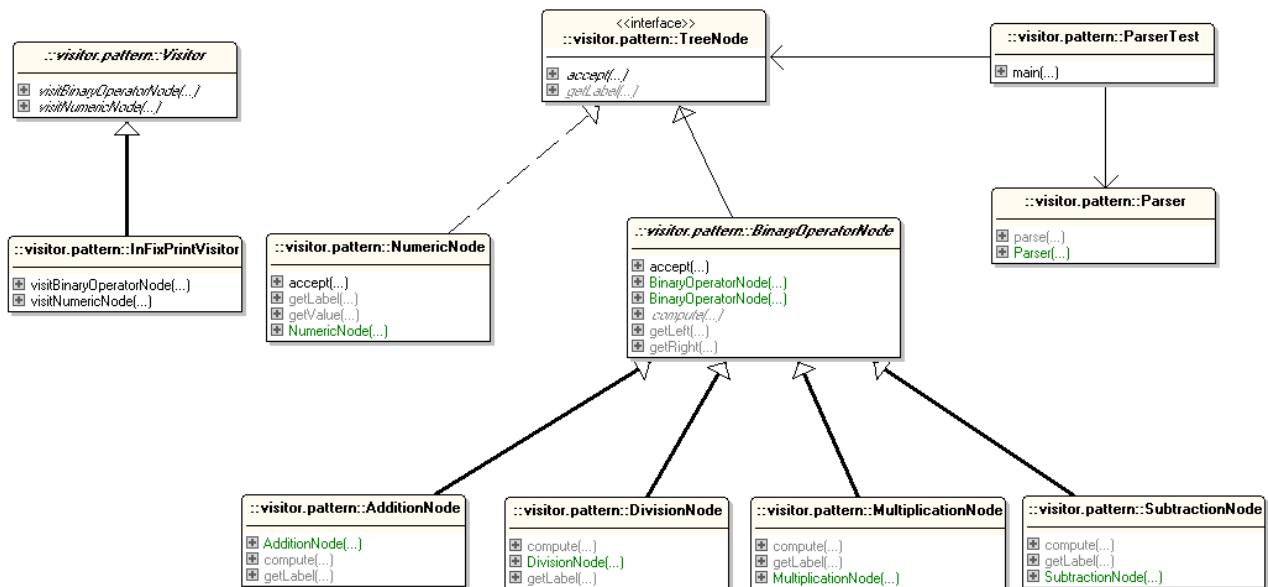 <<interface>>
::visitor.pattern::TreeNode
accept(...)
getLabel(...)
::visitor.pattern::ParserTest
main(...)
.::visitor.pattern::Visitor
visitBinaryOperatorNode(...)
visitNumericNode(...)
::visitor.pattern::Parser
parse(...)
Parser(...)
::visitor.pattern::InFixPrintVisitor
visitBinaryOperatorNode(...)
visitNumericNode(...)
::visitor.pattern::NumericNode
accept(...)
getLabel(...)
getValue(...)
NumericNode(...)
.::visitor.pattern::BinaryOperatorNode
accept(...)
BinaryOperatorNode(...)
BinaryOperatorNode(...)
compute(...)
getLeft(...)
getRight(...)
::visitor.pattern::AdditionNode
AdditionNode(...)
compute(...)
getLabel(...)
::visitor.pattern::DivisionNode
compute(...)
DivisionNode(...)
getLabel(...)
::visitor.pattern::MultiplicationNode
compute(...)
getLabel(...)
MultiplicationNode(...)
::visitor.pattern::SubtractionNode
compute(...)
getLabel(...)
SubtractionNode(...)